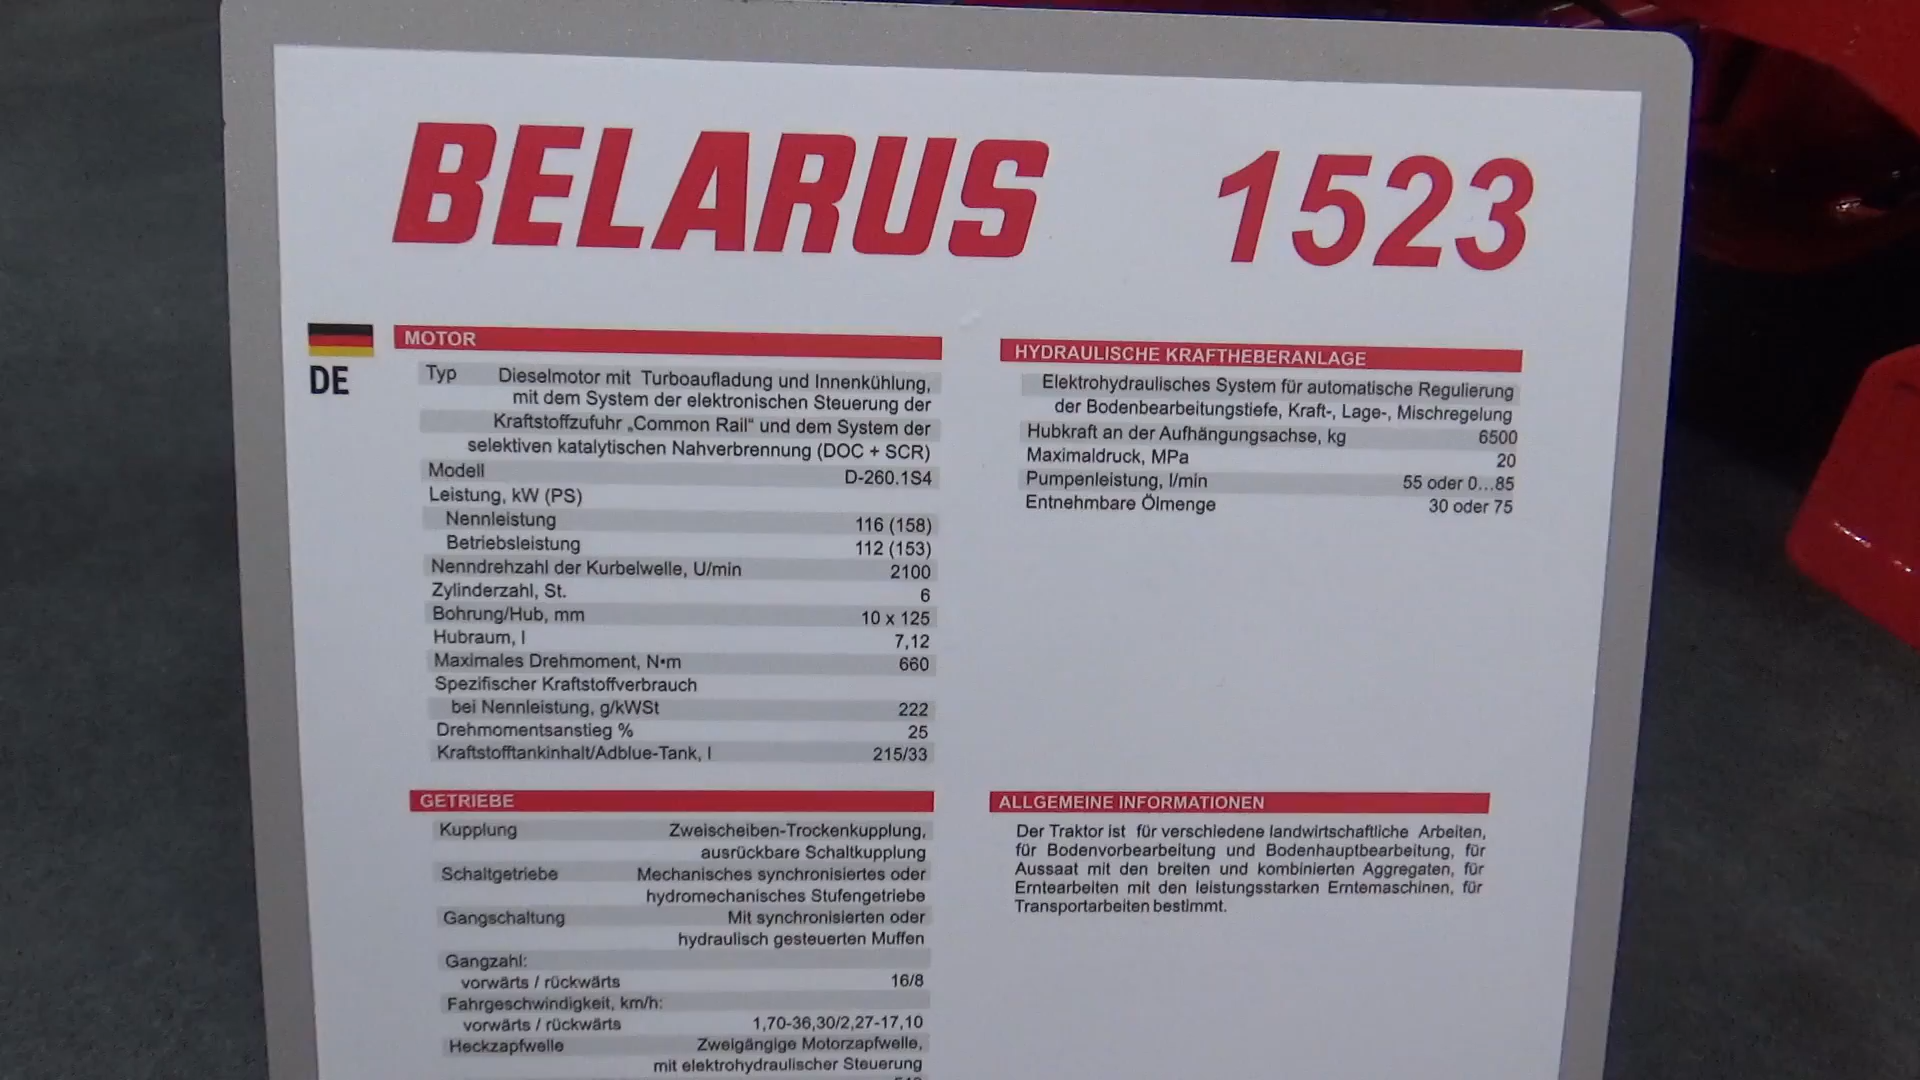 BELARUS 1523
DE
MOTOR
Typ Dieselmotor mit Turboaufladung und Innenkühlung,
mit dem System der elektronischen Steuerung der
Kraftstoffzufuhr „Common Rail“ und dem System der
selektiven katalytischen Nahverbrennung (DOC + SCR)
Modell D-260.1S4
Leistung, kW (PS)
Nennleistung 116 (158)
Betriebsleistung 112 (153)
Nenndrehzahl der Kurbelwelle, U/min 2100
Zylinderzahl, St. 6
Bohrung/Hub, mm 10 x 125
Hubraum, l 7,12
Maximales Drehmoment, N•m 660
Spezifischer Kraftstoffverbrauch
bei Nennleistung, g/kWSt 222
Drehmomentsanstieg % 25
Kraftstofftankinhalt/Adblue-Tank, l 215/33
GETRIEBE
Kupplung Zweischeiben-Trockenkupplung,
ausrückbare Schaltkupplung
Schaltgetriebe Mechanisches synchronisiertes oder
hydromechanisches Stufengetriebe
Gangschaltung Mit synchronisierten oder
hydraulisch gesteuerten Muffen
Gangzahl:
vorwärts / rückwärts 16/8
Fahrgeschwindigkeit, km/h:
vorwärts / rückwärts 1,70-36,30/2,27-17,10
Heckzapfwelle Zweigängige Motorzapfwelle,
mit elektrohydraulischer Steuerung
HYDRAULISCHE KRAFTHEBERANLAGE
Elektrohydraulisches System für automatische Regulierung
der Bodenbearbeitungstiefe, Kraft-, Lage-, Mischregelung
Hubkraft an der Aufhängungsachse, kg 6500
Maximaldruck, MPa 20
Pumpenleistung, l/min 55 oder 0...85
Entnehmbare Ölmenge 30 oder 75
ALLGEMEINE INFORMATIONEN
Der Traktor ist für verschiedene landwirtschaftliche Arbeiten,
für Bodenvorbearbeitung und Bodenhauptbearbeitung, für
Aussaat mit den breiten und kombinierten Aggregaten, für
Erntearbeiten mit den leistungsstarken Erntemaschinen, für
Transportarbeiten bestimmt.